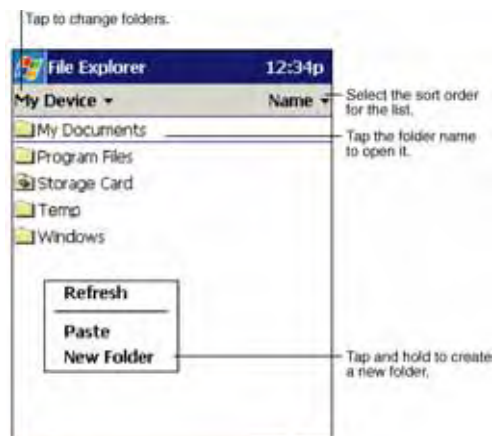 Tap to change folders.
File Explorer 12:34p
My Device Name
Select the sort order
for the list.
My Documents
Tap the folder name
to open it.
Program Files
Storage Card
Temp
Windows
Refresh
Paste
New Folder
Tap and hold to create
a new folder.